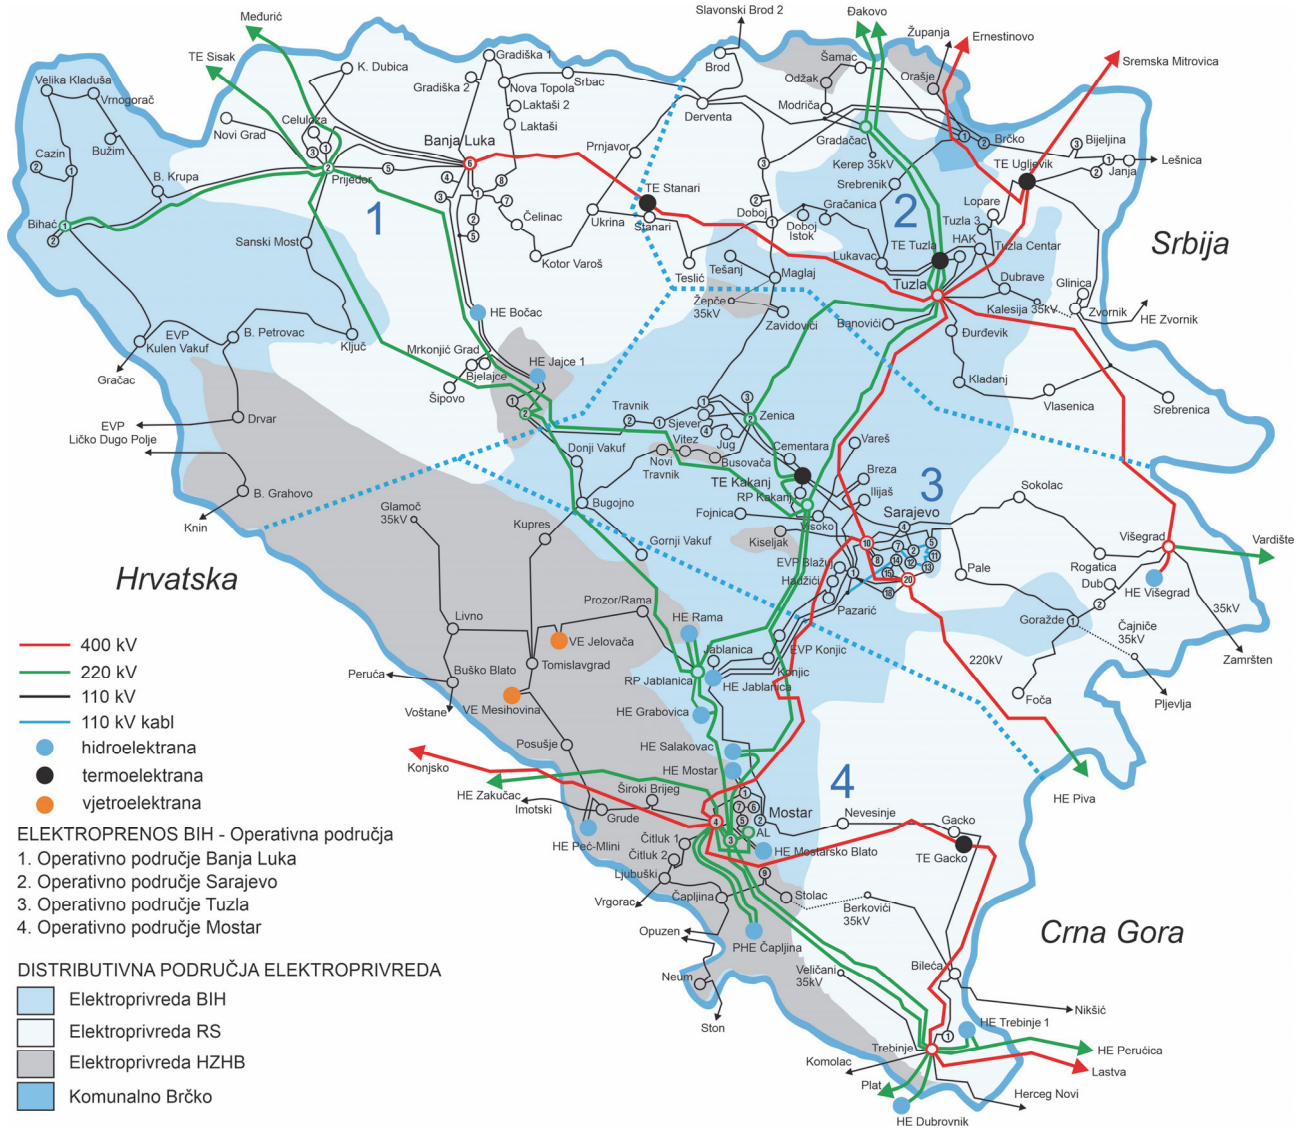 Međurić
Slavonski Brod 2
Đakovo
Županja
Ernestinovo
TE Sisak
K. Dubica
Gradiška 1
Brod
Šamac
Sremska Mitrovica
Velika Kladuša
Gradiška 2
Nova Topola
Srbac
Odžak
Orašje
Vrnogorač
Laktaši 2
Modriča
Novi Grad
Celuloza
Laktaši
Derventa
Bužim
Banja Luka
Gradačac
Brčko
Bijeljina
Cazin
Prnjavor
Kerep 35kV
TE Ugljevik
Lešnica
Janja
B. Krupa
Prijedor
TE Stanari
Srebrenik
Lopare
1
2
Bihać
Čelinac
Ukrina
Stanari
Doboj
Doboj
Istok
Gračanica
Tuzla 3
Sanski Most
Kotor Varoš
TE Tuzla
HAK
Tuzla Centar
Srbija
Teslić
Tešanj
Maglaj
Lukavac
Tuzla
Dubrave
Glinica
Žepče
35kV
Kalesija 35kV
Zvornik
HE Zvornik
HE Bočac
Zavidovići
Banovići
Đurđevik
EVP
Kulen Vakuf
B. Petrovac
Ključ
Mrkonjić Grad
HE Jajce 1
Bjelajce
Gračac
Šipovo
Kladanj
Vlasenica
Srebrenica
Drvar
Travnik
Sjever
Zenica
EVP
Ličko Dugo Polje
Donji Vakuf
Vitez
Jug
Cementara
Vareš
Novi
Travnik
Busovača
TE Kakanj
Breza
3
B. Grahovo
RP Kakanj
Ilijaš
Sokolac
Knin
Glamoč
35kV
Bugojno
Fojnica
Visoko
Sarajevo
Kupres
Kiseljak
Višegrad
Vardište
Gornji Vakuf
EVP Blažuj
Pale
Rogatica
Hrvatska
Hadžići
Dub
HE Višegrad
Prozor/Rama
Pazarić
35kV
Livno
HE Rama
Goražde
Čajniče
35kV
400 kV
VE Jelovača
Jablanica
EVP Konjic
220kV
Zamršten
220 kV
Peruća
Buško Blato
Tomislavgrad
RP Jablanica
Konjic
HE Jablanica
Foča
Pljevlja
110 kV
Voštane
VE Mesihovina
HE Grabovica
110 kV kabl
hidroelektrana
Posušje
HE Salakovac
termoelektrana
Konjsko
HE Mostar
4
HE Zakučac
HE Piva
vjetroelektrana
Imotski
Široki Brijeg
Grude
Mostar
Nevesinje
Gacko
ELEKTROPRENOS BIH - Operativna područja
HE Peć-Mlini
Čitluk 1
AL
1. Operativno područje Banja Luka
Čitluk 2
HE Mostarsko Blato
TE Gacko
2. Operativno područje Sarajevo
Ljubuški
3. Operativno područje Tuzla
Vrgorac
Čapljina
Stolac
Berkovići
35kV
4. Operativno područje Mostar
Opuzen
PHE Čapljina
Crna Gora
DISTRIBUTIVNA PODRUČJA ELEKTROPRIVREDA
Neum
Veličani
35kV
Bileća
Elektroprivreda BIH
Nikšić
Ston
HE Trebinje 1
Elektroprivreda RS
Trebinje
HE Perućica
Elektroprivreda HZHB
Komolac
Lastva
Plat
Komunalno Brčko
Herceg Novi
HE Dubrovnik